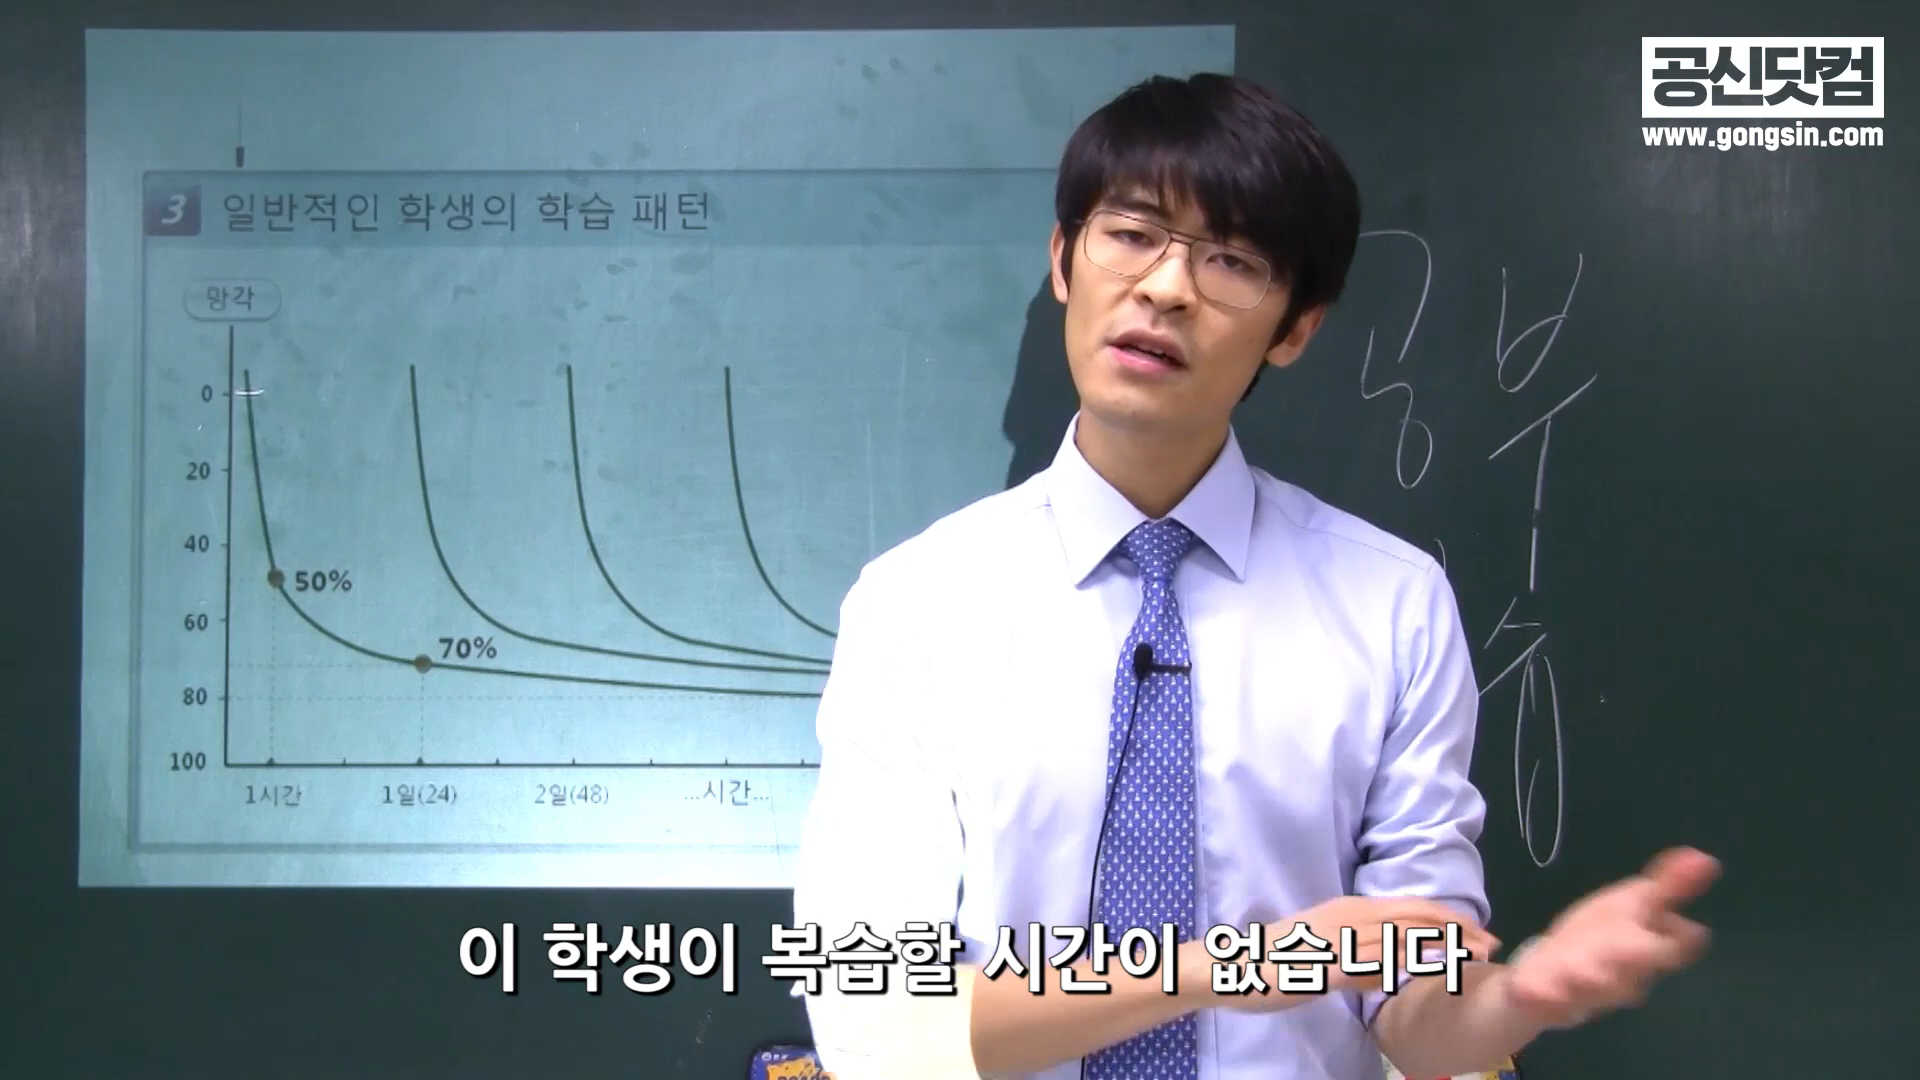 공신닷컴
www.gongsin.com
3 일반적인 학생의 학습 패턴
망각
0
20
40
60
80
100
50%
70%
1시간
1일(24)
2일(48)
...시간...
공부
이 학생이 복습할 시간이 없습니다